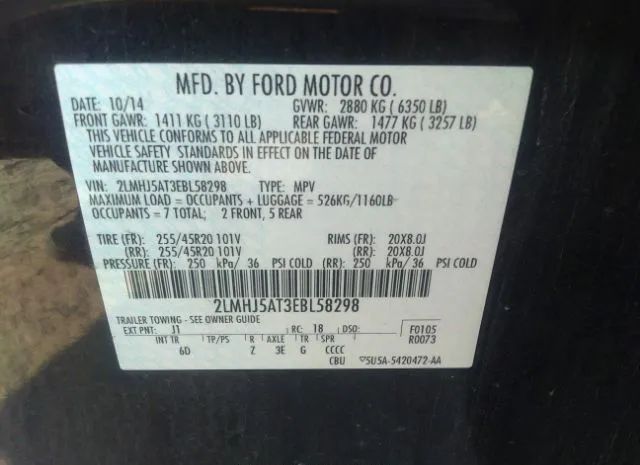 MFD. BY FORD MOTOR CO.
DATE: 10/14 GVWR: 2880 KG ( 6350 LB)
FRONT GAWR: 1411 KG ( 3110 LB) REAR GAWR: 1477 KG ( 3257 LB)
THIS VEHICLE CONFORMS TO ALL APPLICABLE FEDERAL MOTOR
VEHICLE SAFETY STANDARDS IN EFFECT ON THE DATE OF
MANUFACTURE SHOWN ABOVE.
VIN: 2LMHJ5AT3EBL58298 TYPE: MPV
MAXIMUM LOAD = OCCUPANTS + LUGGAGE = 526KG/1160LB
OCCUPANTS = 7 TOTAL; 2 FRONT, 5 REAR
TIRE (FR): 255/45R20 101V RIMS (FR): 20X8.0J
(RR): 255/45R20 101V (RR): 20X8.0J
PRESSURE (FR): 250 kPa/ 36 PSI COLD (RR): 250 kPa/ 36 PSI COLD
2LMHJ5AT3EBL58298
TRAILER TOWING - SEE OWNER GUIDE
EXT PNT: J1 RC: 18 DSO: F0105
INT TR TP/PS R AXLE TR SPR R0073
6D Z 3E G CCCC
CBU 5U5A-5420472-AA